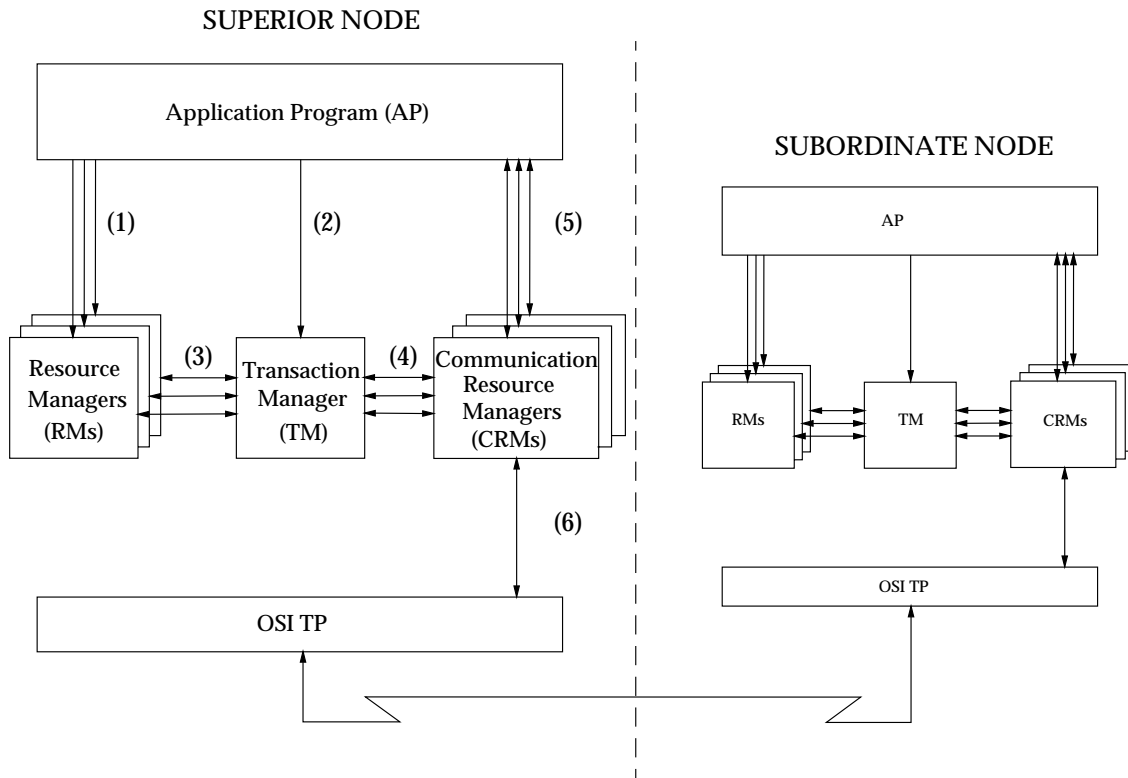 SUPERIOR NODE
Application Program (AP)
(1)
(2)
(5)
Resource
Managers
(RMs)
(3)
Transaction
Manager
(TM)
(4)
Communication
Resource
Managers
(CRMs)
(6)
OSI TP
SUBORDINATE NODE
AP
RMs
TM
CRMs
OSI TP